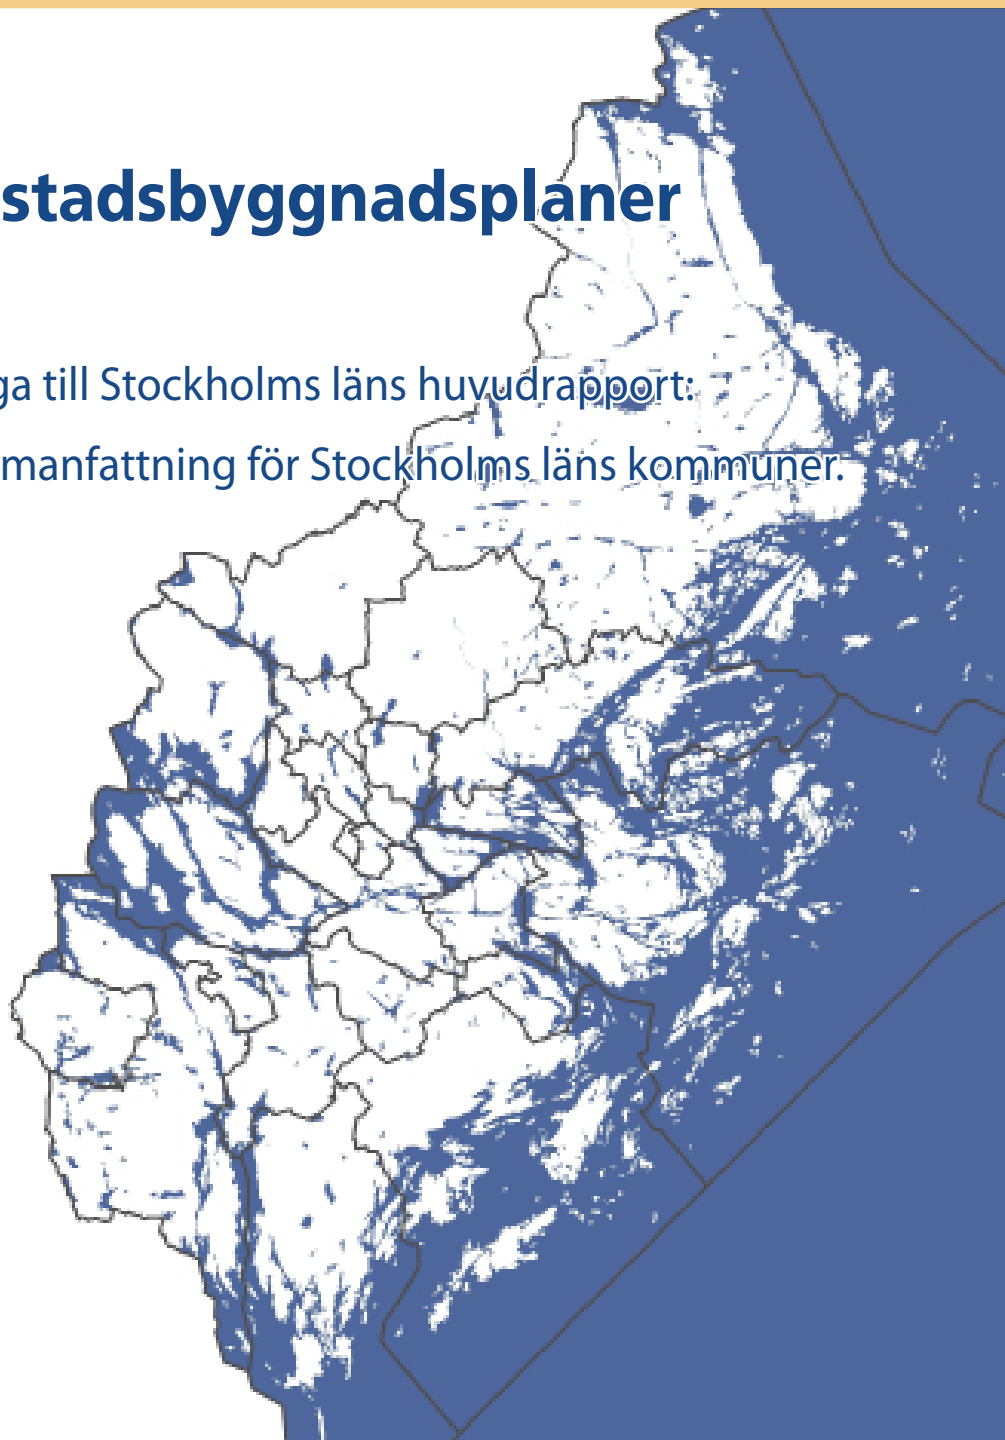 stadsbyggnadsplaner
ga till Stockholms läns huvudrapport:
manfattning för Stockholms läns kommuner.